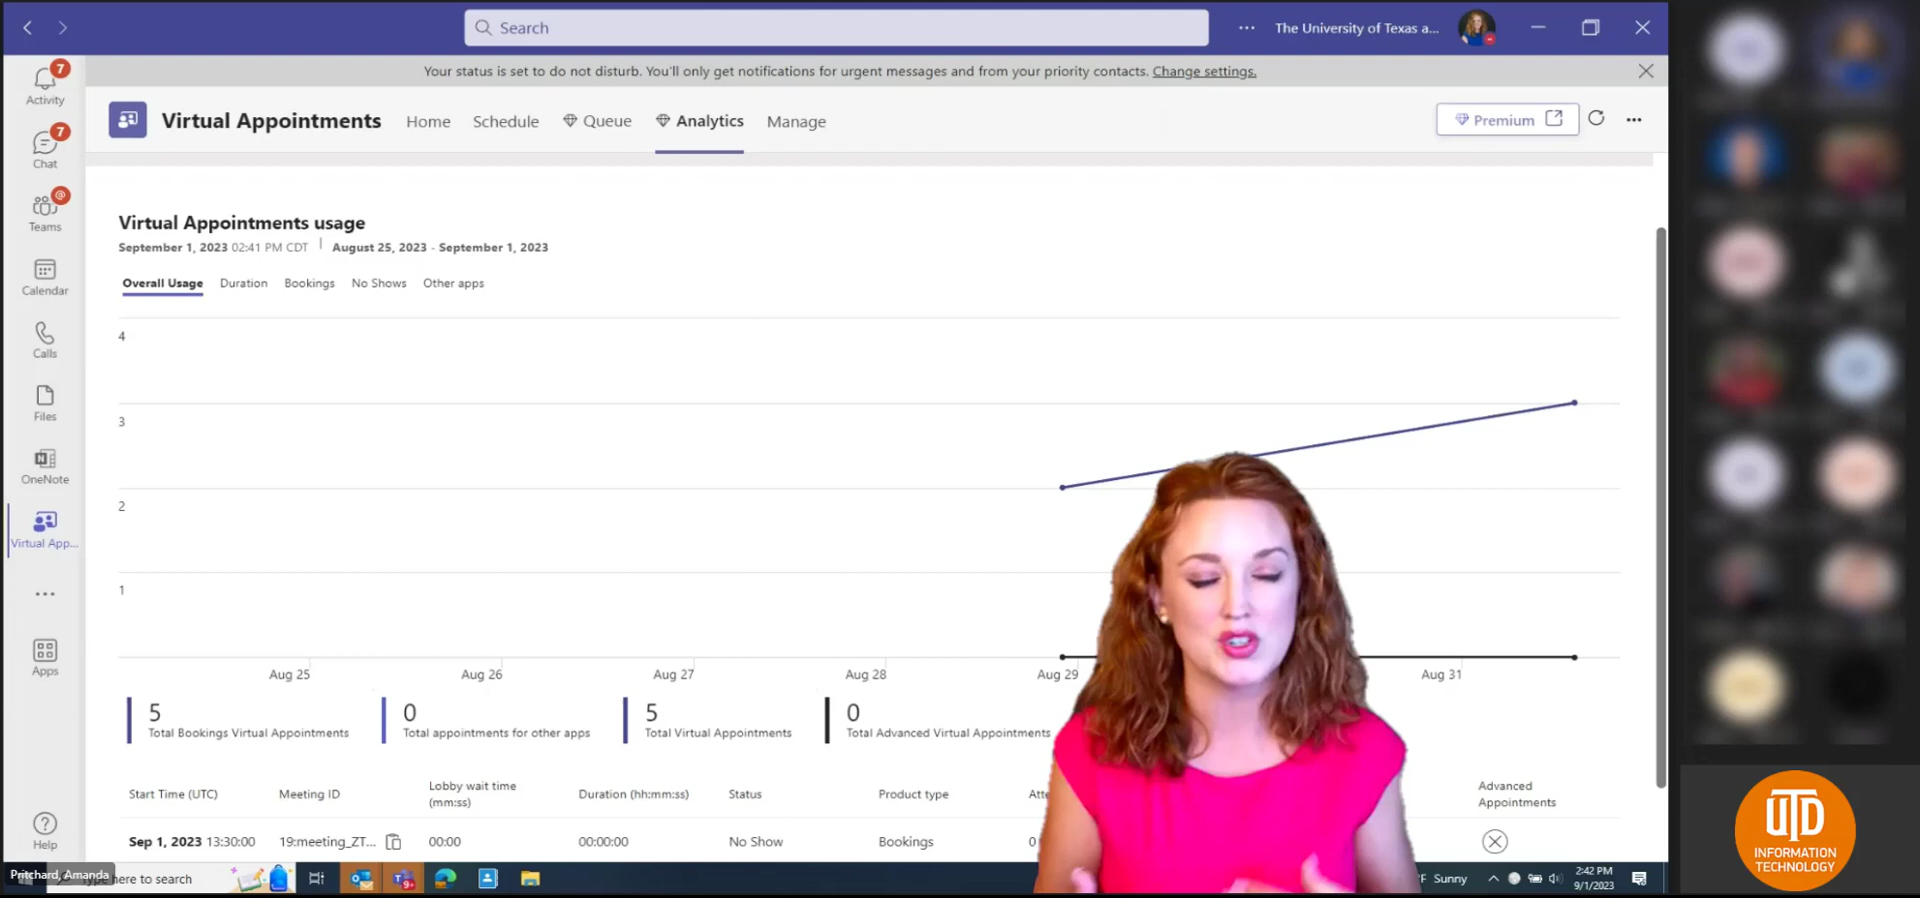 Search
The University of Texas a...
Your status is set to do not disturb. You'll only get notifications for urgent messages and from your priority contacts. Change settings.
7
Activity
7
Chat
@
Teams
Calendar
Calls
Files
OneNote
Virtual App...
Apps
Help
Virtual Appointments
Home
Schedule
Queue
Analytics
Manage
Premium
Virtual Appointments usage
September 1, 2023 02:41 PM CDT | August 25, 2023 - September 1, 2023
Overall Usage
Duration
Bookings
No Shows
Other apps
4
3
2
1
Aug 25
Aug 26
Aug 27
Aug 28
Aug 29
Aug 31
5
Total Bookings Virtual Appointments
0
Total appointments for other apps
5
Total Virtual Appointments
0
Total Advanced Virtual Appointments
Start Time (UTC)
Meeting ID
Lobby wait time
(mm:ss)
Duration (hh:mm:ss)
Status
Product type
Atte
Advanced
Appointments
Sep 1, 2023 13:30:00
19:meeting_ZT...
00:00
00:00:00
No Show
Bookings
0
Pritchard, Amanda
here to search
Sunny
2:42 PM
9/1/2023
UTD
INFORMATION
TECHNOLOGY